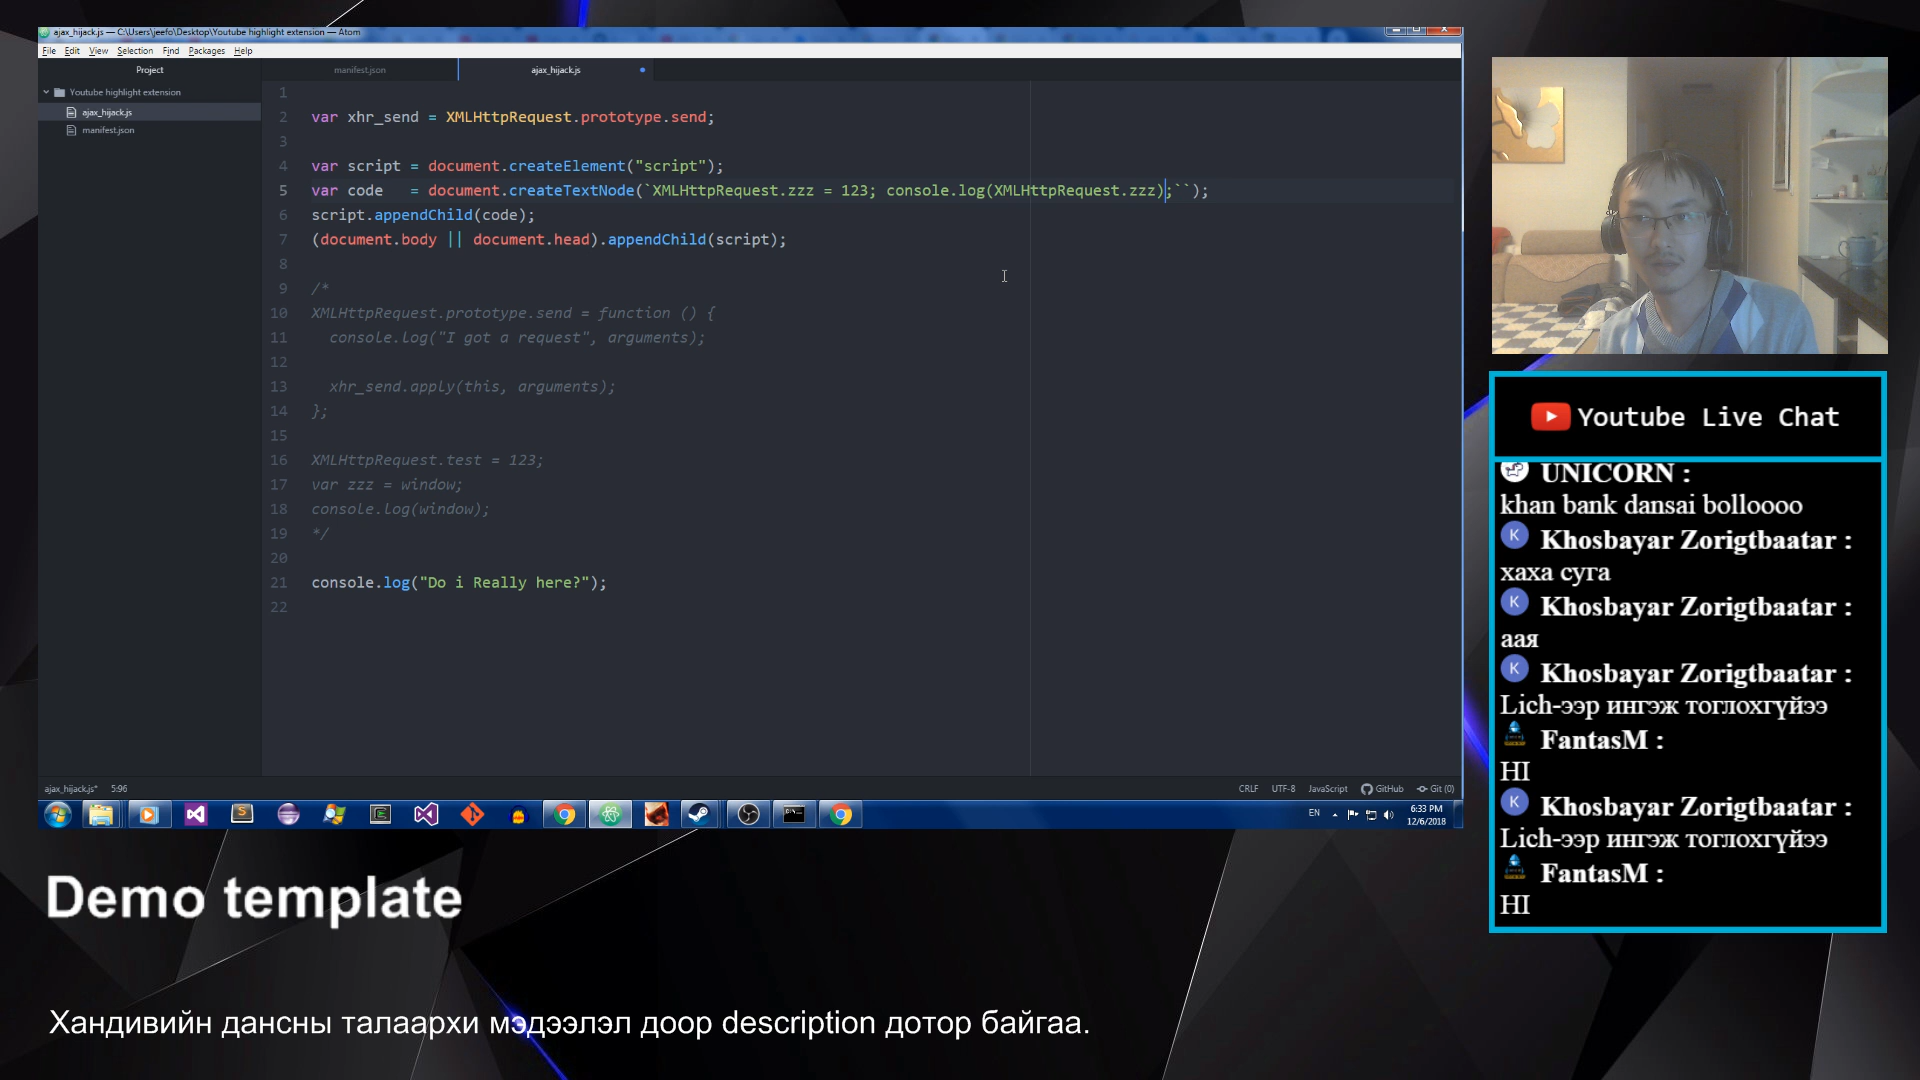 ajax_hijack.js — C:\Users\jeefo\Desktop\Youtube highlight extension — Atom
File Edit View Selection Find Packages Help
Project
manifest.json
ajax_hijack.js
Youtube highlight extension
ajax_hijack.js
manifest.json
1
2 var xhr_send = XMLHttpRequest.prototype.send;
3
4 var script = document.createElement("script");
5 var code   = document.createTextNode(`XMLHttpRequest.zzz = 123; console.log(XMLHttpRequest.zzz);``);
6 script.appendChild(code);
7 (document.body || document.head).appendChild(script);
8
9 /*
10 XMLHttpRequest.prototype.send = function () {
11   console.log("I got a request", arguments);
12
13   xhr_send.apply(this, arguments);
14 };
15
16 XMLHttpRequest.test = 123;
17 var zzz = window;
18 console.log(window);
19 */
20
21 console.log("Do i Really here?");
22
ajax_hijack.js* 5:96
CRLF UTF-8 JavaScript GitHub Git (0)
EN
6:33 PM
12/6/2018
Youtube Live Chat
UNICORN :
khan bank dansai bolloooo
K Khosbayar Zorigtbaatar :
хаха суга
K Khosbayar Zorigtbaatar :
аая
K Khosbayar Zorigtbaatar :
Lich-ээр ингэж тоглохгүйээ
FantasM :
HI
K Khosbayar Zorigtbaatar :
Lich-ээр ингэж тоглохгүйээ
FantasM :
HI
Demo template
Хандивийн дансны талаархи мэдээлэл доор description дотор байгаа.